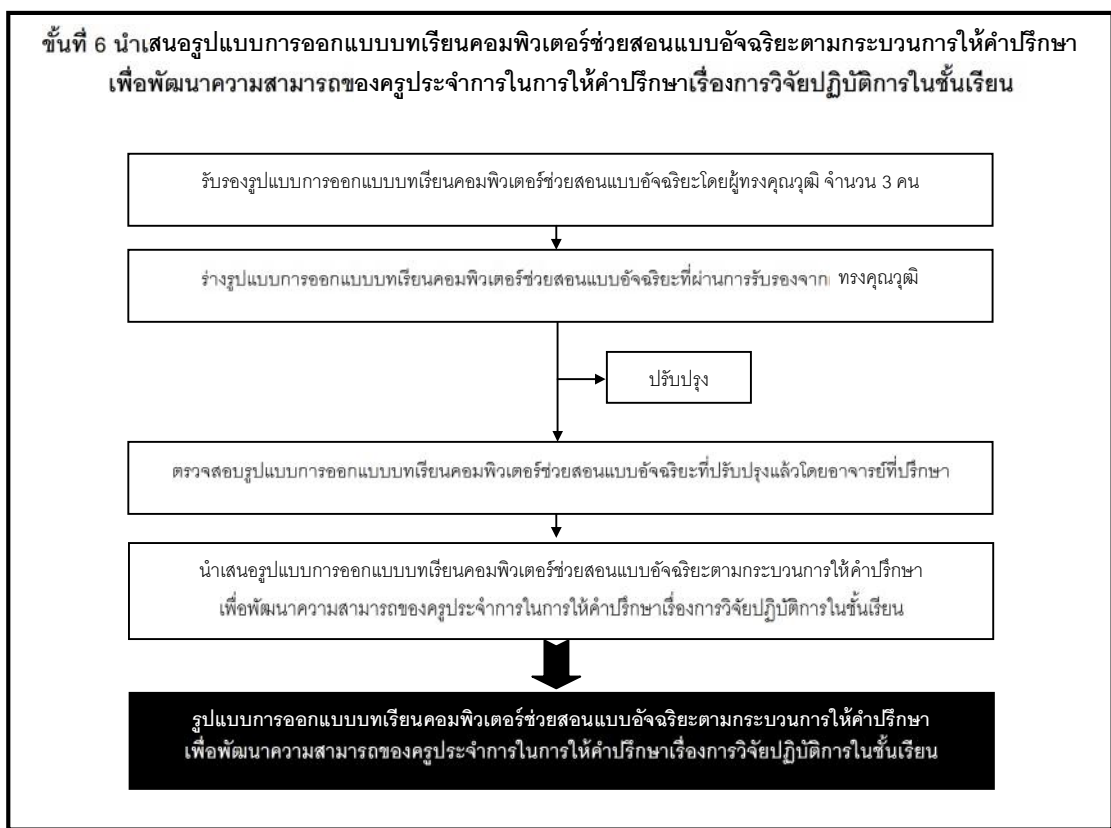 ขั้นที่ 6 นำเสนอรูปแบบการออกแบบบทเรียนคอมพิวเตอร์ช่วยสอนแบบอัจฉริยะตามกระบวนการให้คำปรึกษา
เพื่อพัฒนาความสามารถของครูประจำการในการให้คำปรึกษาเรื่องการวิจัยปฏิบัติการในชั้นเรียน
รับรองรูปแบบการออกแบบบทเรียนคอมพิวเตอร์ช่วยสอนแบบอัจฉริยะโดยผู้ทรงคุณวุฒิ จำนวน 3 คน
ร่างรูปแบบการออกแบบบทเรียนคอมพิวเตอร์ช่วยสอนแบบอัจฉริยะที่ผ่านการรับรองจาก ทรงคุณวุฒิ
ปรับปรุง
ตรวจสอบรูปแบบการออกแบบบทเรียนคอมพิวเตอร์ช่วยสอนแบบอัจฉริยะที่ปรับปรุงแล้วโดยอาจารย์ที่ปรึกษา
นำเสนอรูปแบบการออกแบบบทเรียนคอมพิวเตอร์ช่วยสอนแบบอัจฉริยะตามกระบวนการให้คำปรึกษา
เพื่อพัฒนาความสามารถของครูประจำการในการให้คำปรึกษาเรื่องการวิจัยปฏิบัติการในชั้นเรียน
รูปแบบการออกแบบบทเรียนคอมพิวเตอร์ช่วยสอนแบบอัจฉริยะตามกระบวนการให้คำปรึกษา
เพื่อพัฒนาความสามารถของครูประจำการในการให้คำปรึกษาเรื่องการวิจัยปฏิบัติการในชั้นเรียน